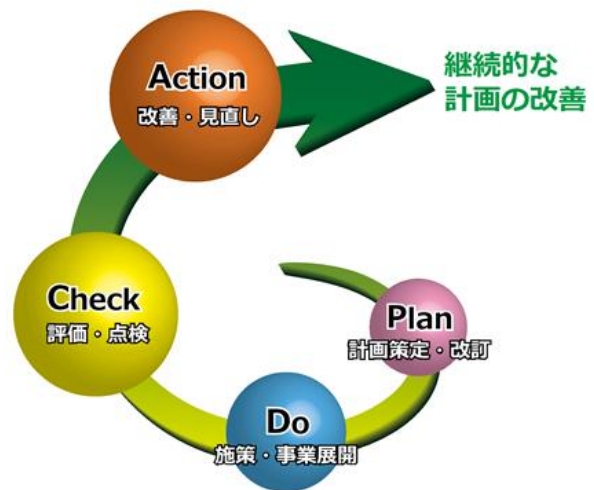 Action
改善・見直し
継続的な
計画の改善
Check
評価・点検
Plan
計画策定・改訂
Do
施策・事業展開